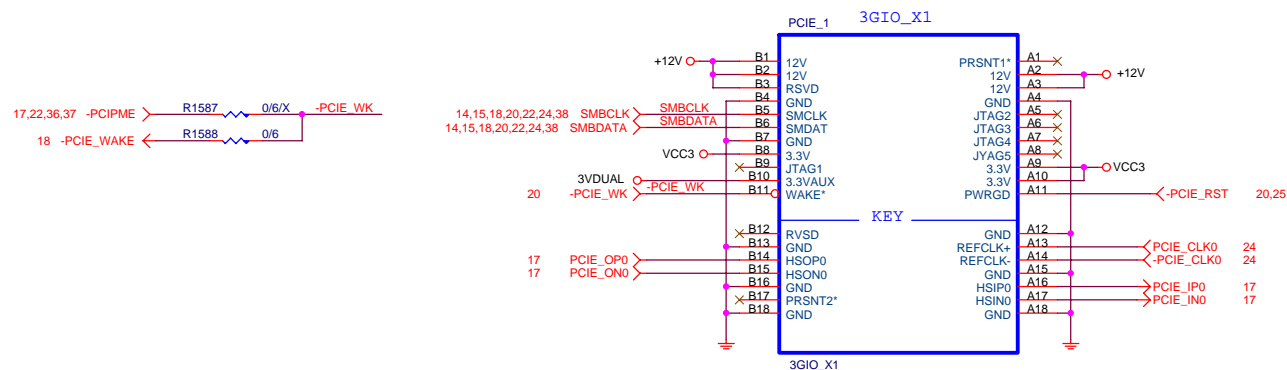 PCIE_1 3GIO_X1
+12V B1 12V PRSNT1* A1
B2 12V 12V A2 +12V
B3 RSVD 12V A3
B4 GND GND A4
17,22,36,37 -PCIPME R1587 0/6/X -PCIE_WK
14,15,18,20,22,24,38 SMBCLK SMBCLK B5 SMCLK JTAG2 A5
14,15,18,20,22,24,38 SMBDATA SMBDATA B6 SMDAT JTAG3 A6
18 -PCIE_WAKE R1588 0/6
B7 GND JTAG4 A7
VCC3 B8 3.3V JYAG5 A8
B9 JTAG1 3.3V A9 VCC3
3VDUAL B10 3.3VAUX 3.3V A10
20 -PCIE_WK -PCIE_WK B11 WAKE* PWRGD A11 -PCIE_RST 20,25
KEY
B12 RVSD GND A12
B13 GND REFCLK+ A13 PCIE_CLK0 24
17 PCIE_OP0 B14 HSOP0 REFCLK- A14 -PCIE_CLK0 24
17 PCIE_ON0 B15 HSON0 GND A15
B16 GND HSIP0 A16 PCIE_IP0 17
B17 PRSNT2* HSIN0 A17 PCIE_IN0 17
B18 GND GND A18
3GIO_X1